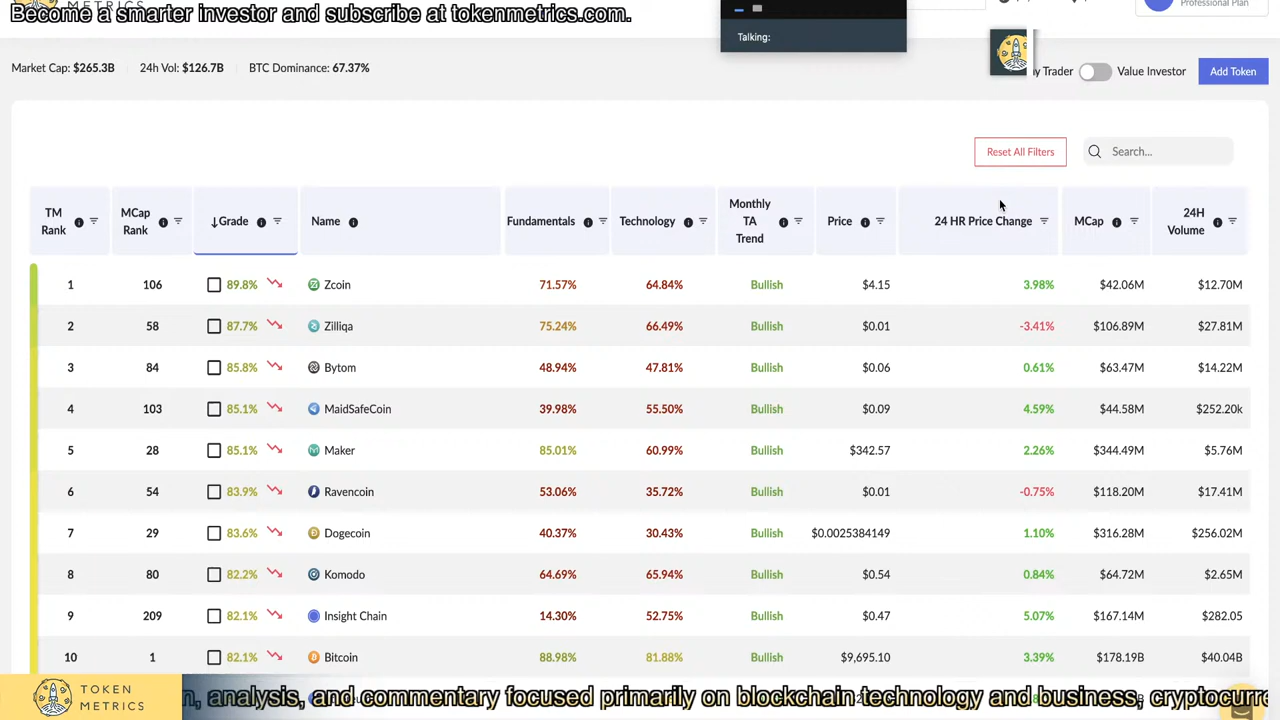 METRICS
Become a smarter investor and subscribe at tokenmetrics.com.
Professional Plan
Talking:
Market Cap: $265.3B 24h Vol: $126.7B BTC Dominance: 67.37%
y Trader Value Investor Add Token
Reset All Filters Search...
TM Rank MCap Rank ↓Grade Name Fundamentals Technology Monthly TA Trend Price 24 HR Price Change MCap 24H Volume
1 106 89.8% Zcoin 71.57% 64.84% Bullish $4.15 3.98% $42.06M $12.70M
2 58 87.7% Zilliqa 75.24% 66.49% Bullish $0.01 -3.41% $106.89M $27.81M
3 84 85.8% Bytom 48.94% 47.81% Bullish $0.06 0.61% $63.47M $14.22M
4 103 85.1% MaidSafeCoin 39.98% 55.50% Bullish $0.09 4.59% $44.58M $252.20k
5 28 85.1% Maker 85.01% 60.99% Bullish $342.57 2.26% $344.49M $5.76M
6 54 83.9% Ravencoin 53.06% 35.72% Bullish $0.01 -0.75% $118.20M $17.41M
7 29 83.6% Dogecoin 40.37% 30.43% Bullish $0.0025384149 1.10% $316.28M $256.02M
8 80 82.2% Komodo 64.69% 65.94% Bullish $0.54 0.84% $64.72M $2.65M
9 209 82.1% Insight Chain 14.30% 52.75% Bullish $0.47 5.07% $167.14M $282.05
10 1 82.1% Bitcoin 88.98% 81.88% Bullish $9,695.10 3.39% $178.19B $40.04B
TOKEN METRICS
n, analysis, and commentary focused primarily on blockchain technology and business, cryptocurre